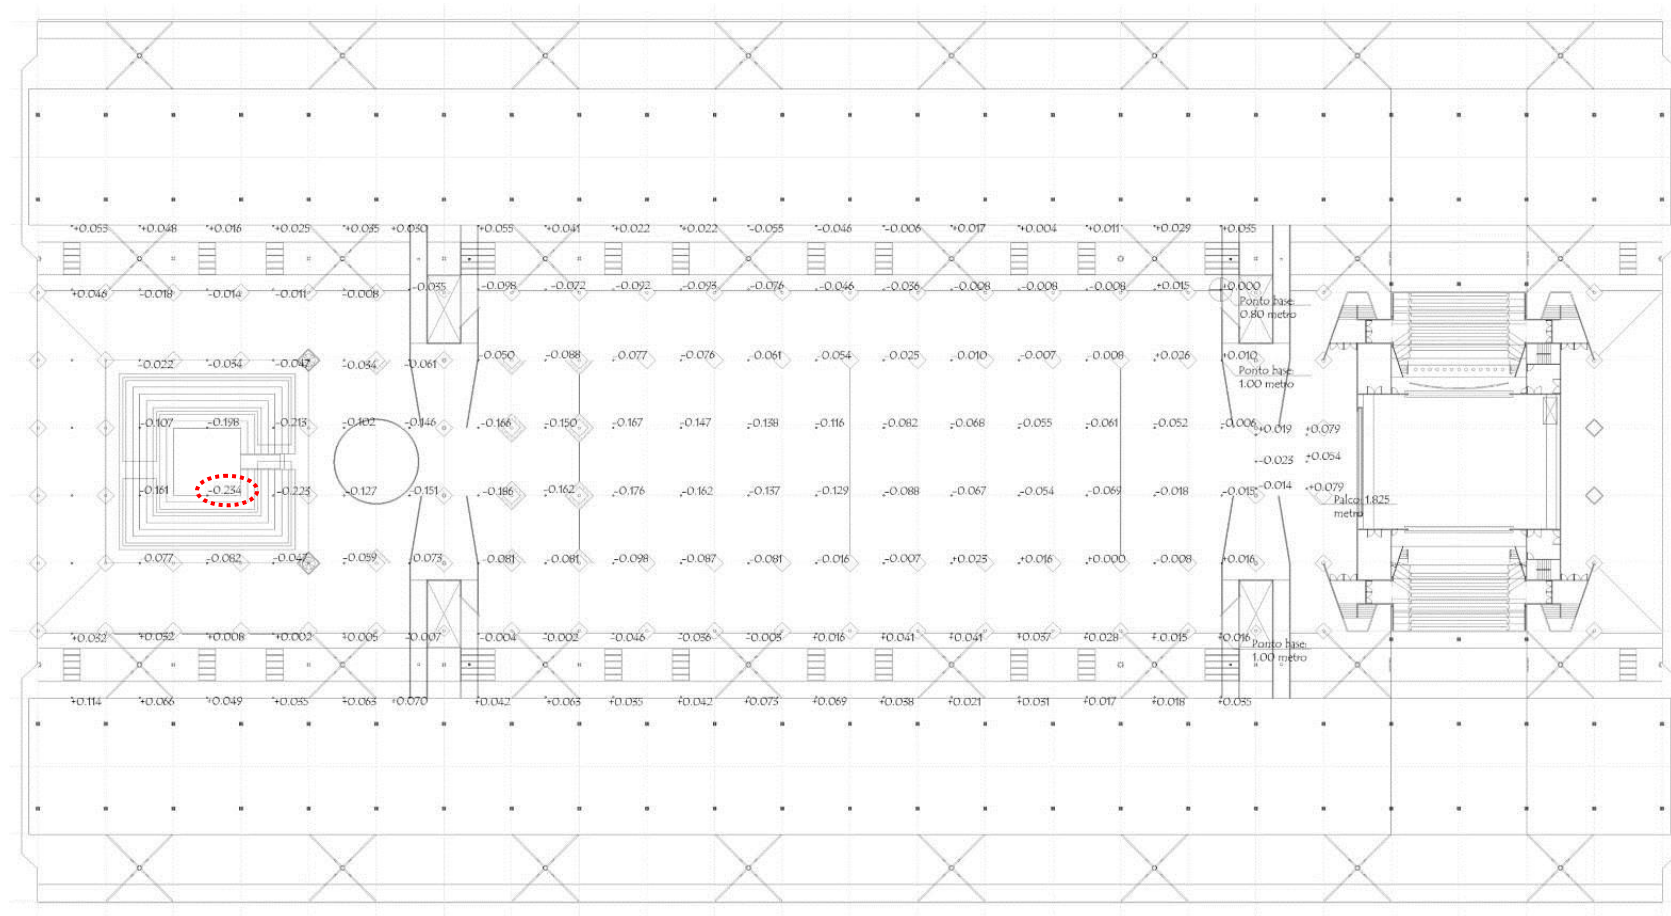 +0.053 +0.048 +0.016 +0.025 +0.035 +0.030 +0.055 +0.041 +0.022 +0.022 -0.055 -0.046 -0.006 +0.017 +0.004 +0.011 +0.029 +0.035
+0.046 -0.018 -0.014 -0.011 -0.008 -0.035 -0.098 -0.072 -0.092 -0.093 -0.076 -0.046 -0.036 -0.008 -0.008 -0.008 +0.015 +0.000
Ponto base:
0.80 metro
-0.022 -0.034 -0.047 -0.034 -0.061 -0.050 -0.088 -0.077 -0.076 -0.061 -0.054 -0.025 -0.010 -0.007 -0.008 +0.026 +0.010
Ponto base:
1.00 metro
-0.107 -0.198 -0.213 -0.102 -0.146 -0.166 -0.150 -0.167 -0.147 -0.138 -0.116 -0.082 -0.068 -0.055 -0.061 -0.052 -0.006 +0.019 +0.079
-0.023 +0.054
-0.161 -0.234 -0.223 -0.127 -0.151 -0.186 -0.162 -0.176 -0.162 -0.137 -0.129 -0.088 -0.067 -0.054 -0.069 -0.018 -0.015 -0.014 +0.079
Palco: 1.825
metro
-0.077 -0.082 -0.047 -0.059 -0.073 -0.081 -0.081 -0.098 -0.087 -0.081 -0.016 -0.007 +0.023 +0.016 +0.000 -0.008 +0.016
+0.032 +0.032 +0.008 +0.002 +0.005 -0.007 -0.004 -0.002 -0.046 -0.036 -0.003 +0.016 +0.041 +0.041 +0.037 +0.028 +0.015 +0.016
Ponto base:
1.00 metro
+0.114 +0.066 +0.049 +0.035 +0.063 +0.070 +0.042 +0.063 +0.035 +0.042 +0.073 +0.069 +0.038 +0.021 +0.031 +0.017 +0.018 +0.035